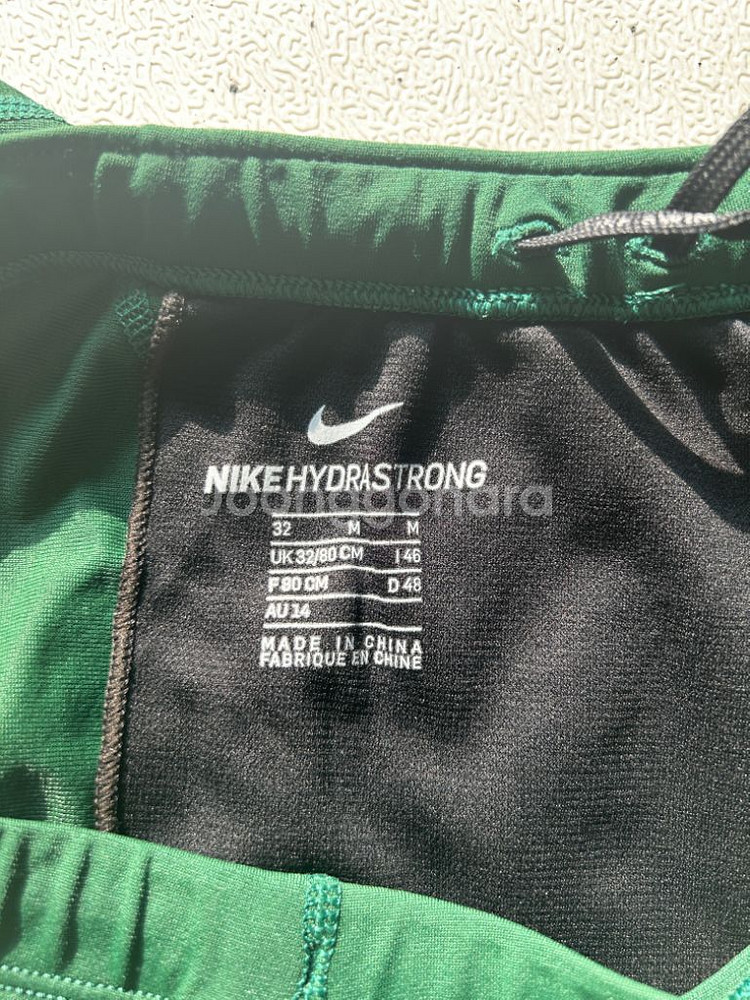 NIKE HYDRASTRONG
Joonggonara
32 M M
UK 32/80 CM I 46
F 80 CM D 48
AU 14
MADE IN CHINA
FABRIQUE EN CHINE